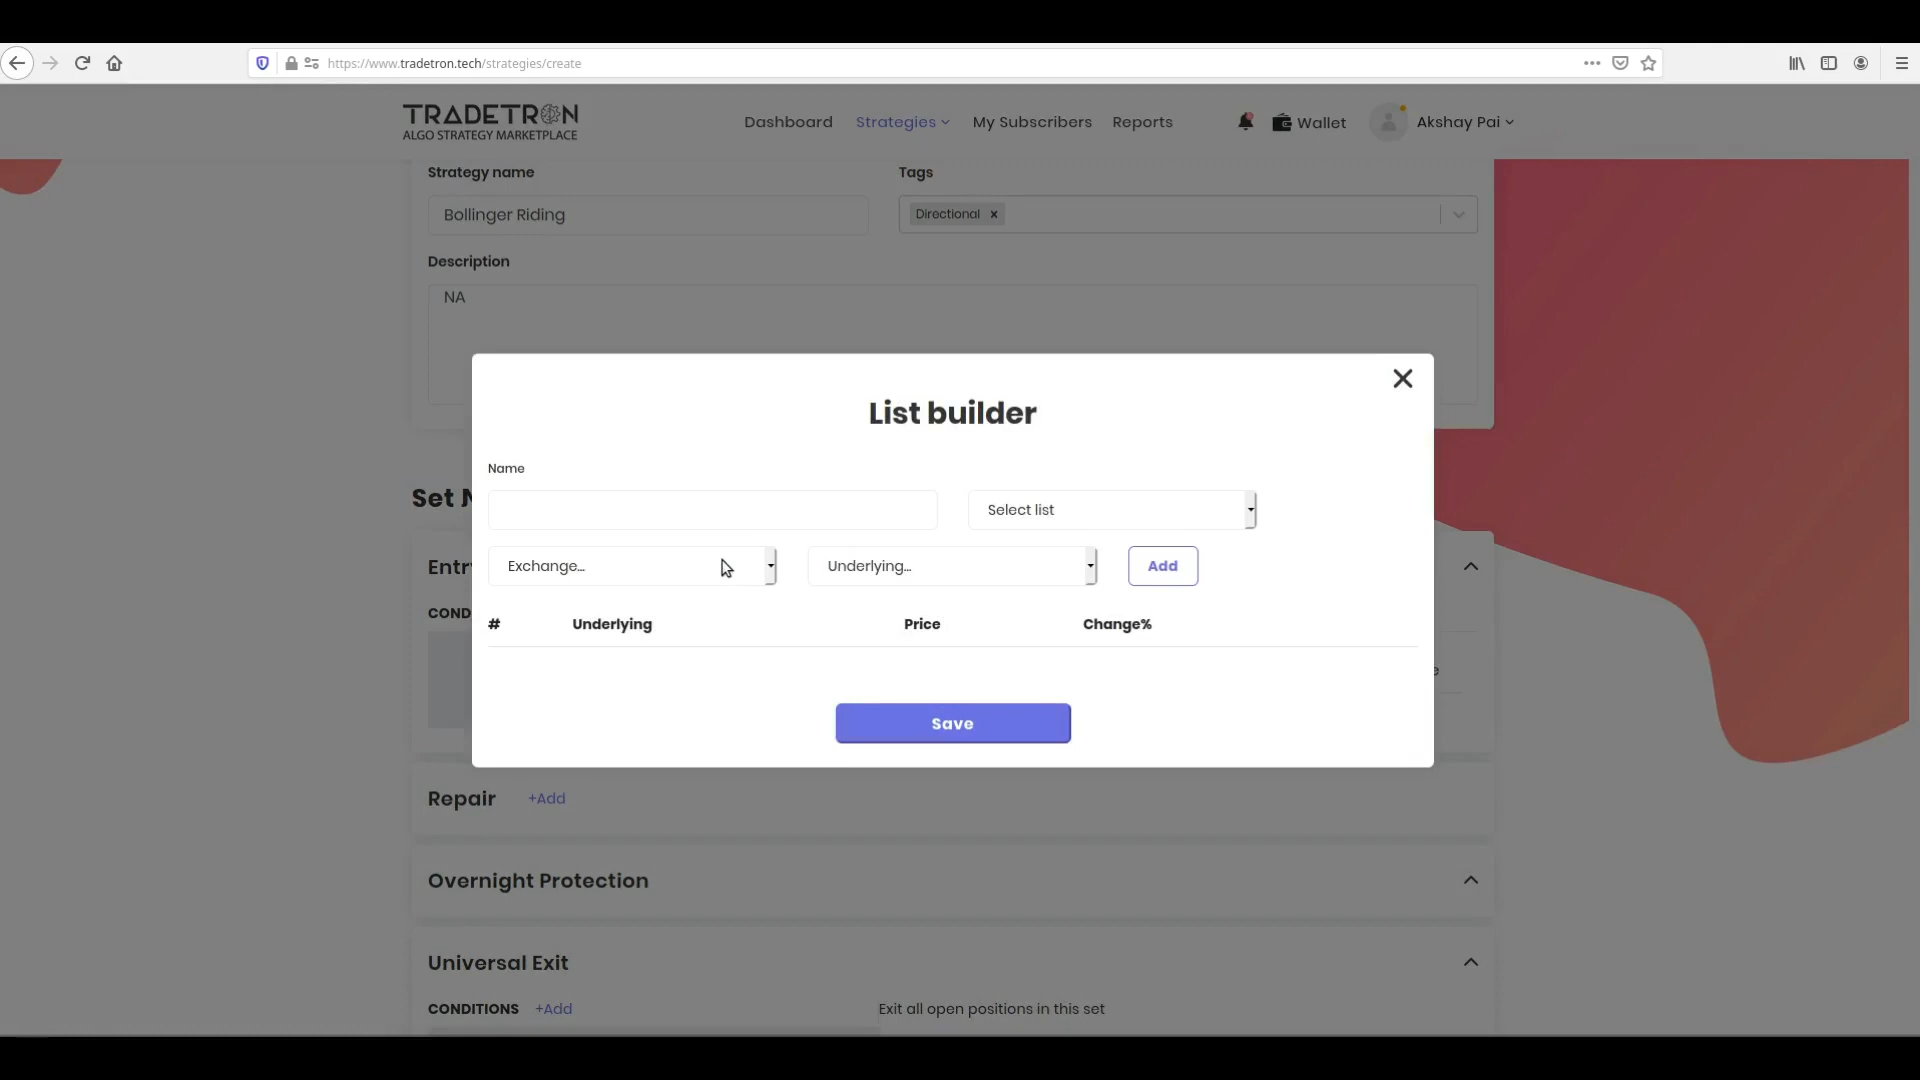 https://www.tradetron.tech/strategies/create
TRADETRON
ALGO STRATEGY MARKETPLACE
Dashboard Strategies My Subscribers Reports Wallet Akshay Pai
Strategy name Tags
Bollinger Riding Directional x
Description
NA
List builder
Name
Set
Select list
Entry
Exchange... Underlying... Add
COND
# Underlying Price Change%
Save
Repair +Add
Overnight Protection
Universal Exit
CONDITIONS +Add Exit all open positions in this set